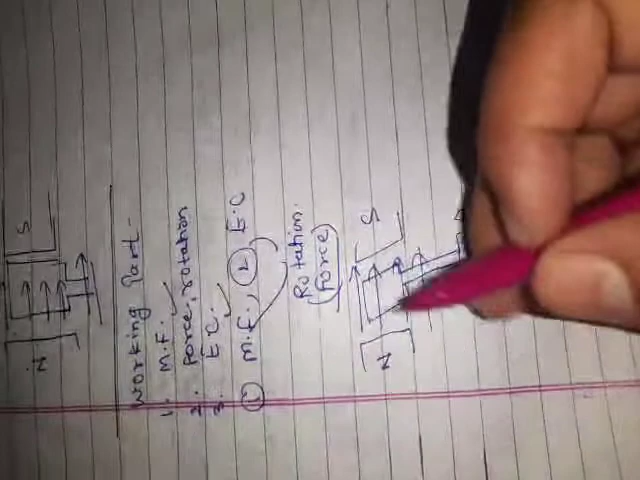 N S
Working Part-
1. M.F. ✓
2. Force, rotation
3. E.C. ✓
① M.F., ② E.C
Rotation.
(Force)
N S